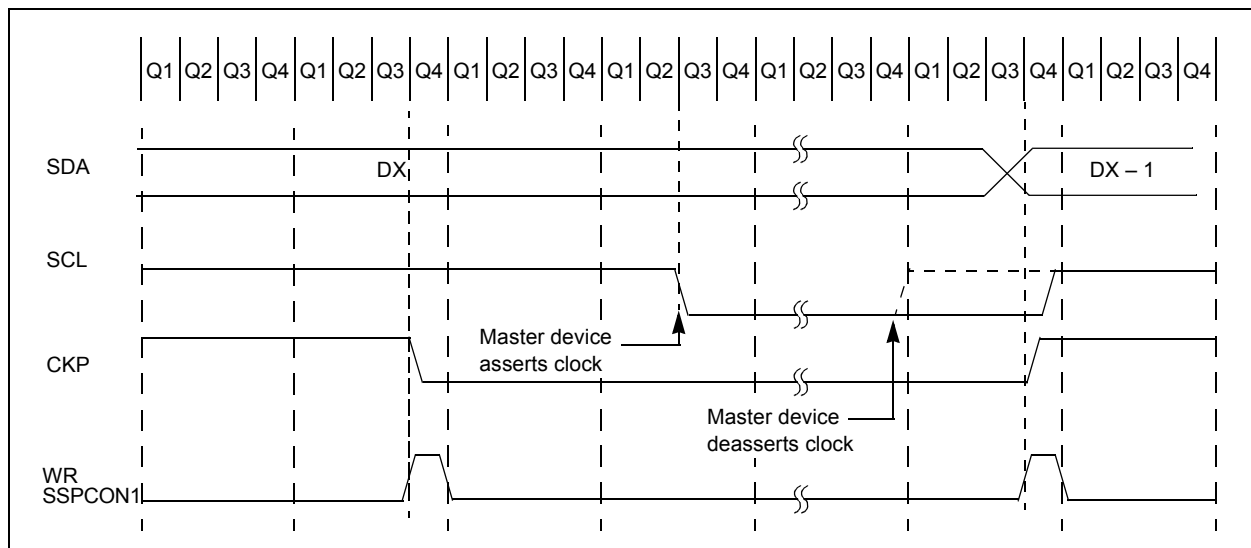 Q1 Q2 Q3 Q4 Q1 Q2 Q3 Q4 Q1 Q2 Q3 Q4 Q1 Q2 Q3 Q4 Q1 Q2 Q3 Q4 Q1 Q2 Q3 Q4 Q1 Q2 Q3 Q4
SDA
DX
DX – 1
SCL
Master device
asserts clock
CKP
Master device
deasserts clock
WR
SSPCON1